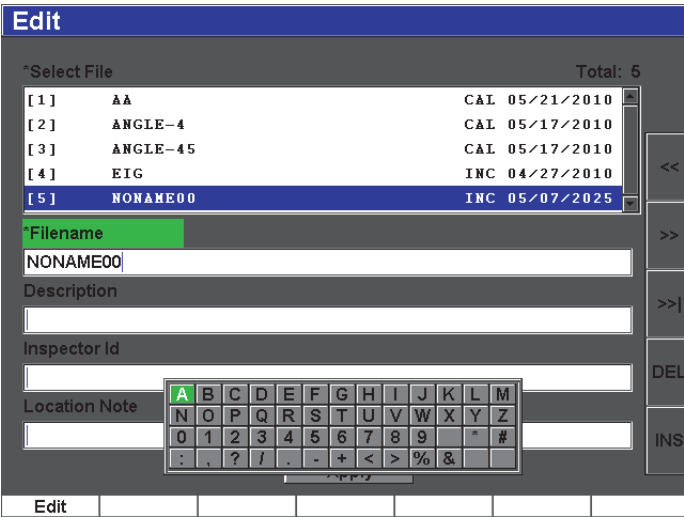 Edit
*Select File Total: 5
[1] AA CAL 05/21/2010
[2] ANGLE-4 CAL 05/17/2010
[3] ANGLE-45 CAL 05/17/2010
[4] EIG INC 04/27/2010
[5] NONAME00 INC 05/07/2025
<<
*Filename
>>
NONAME00
Description
>>|
Inspector Id
DEL
A B C D E F G H I J K L M
Location Note
N O P Q R S T U V W X Y Z
0 1 2 3 4 5 6 7 8 9 * #
INS
: , ? / . - + < > % &
Apply
Edit